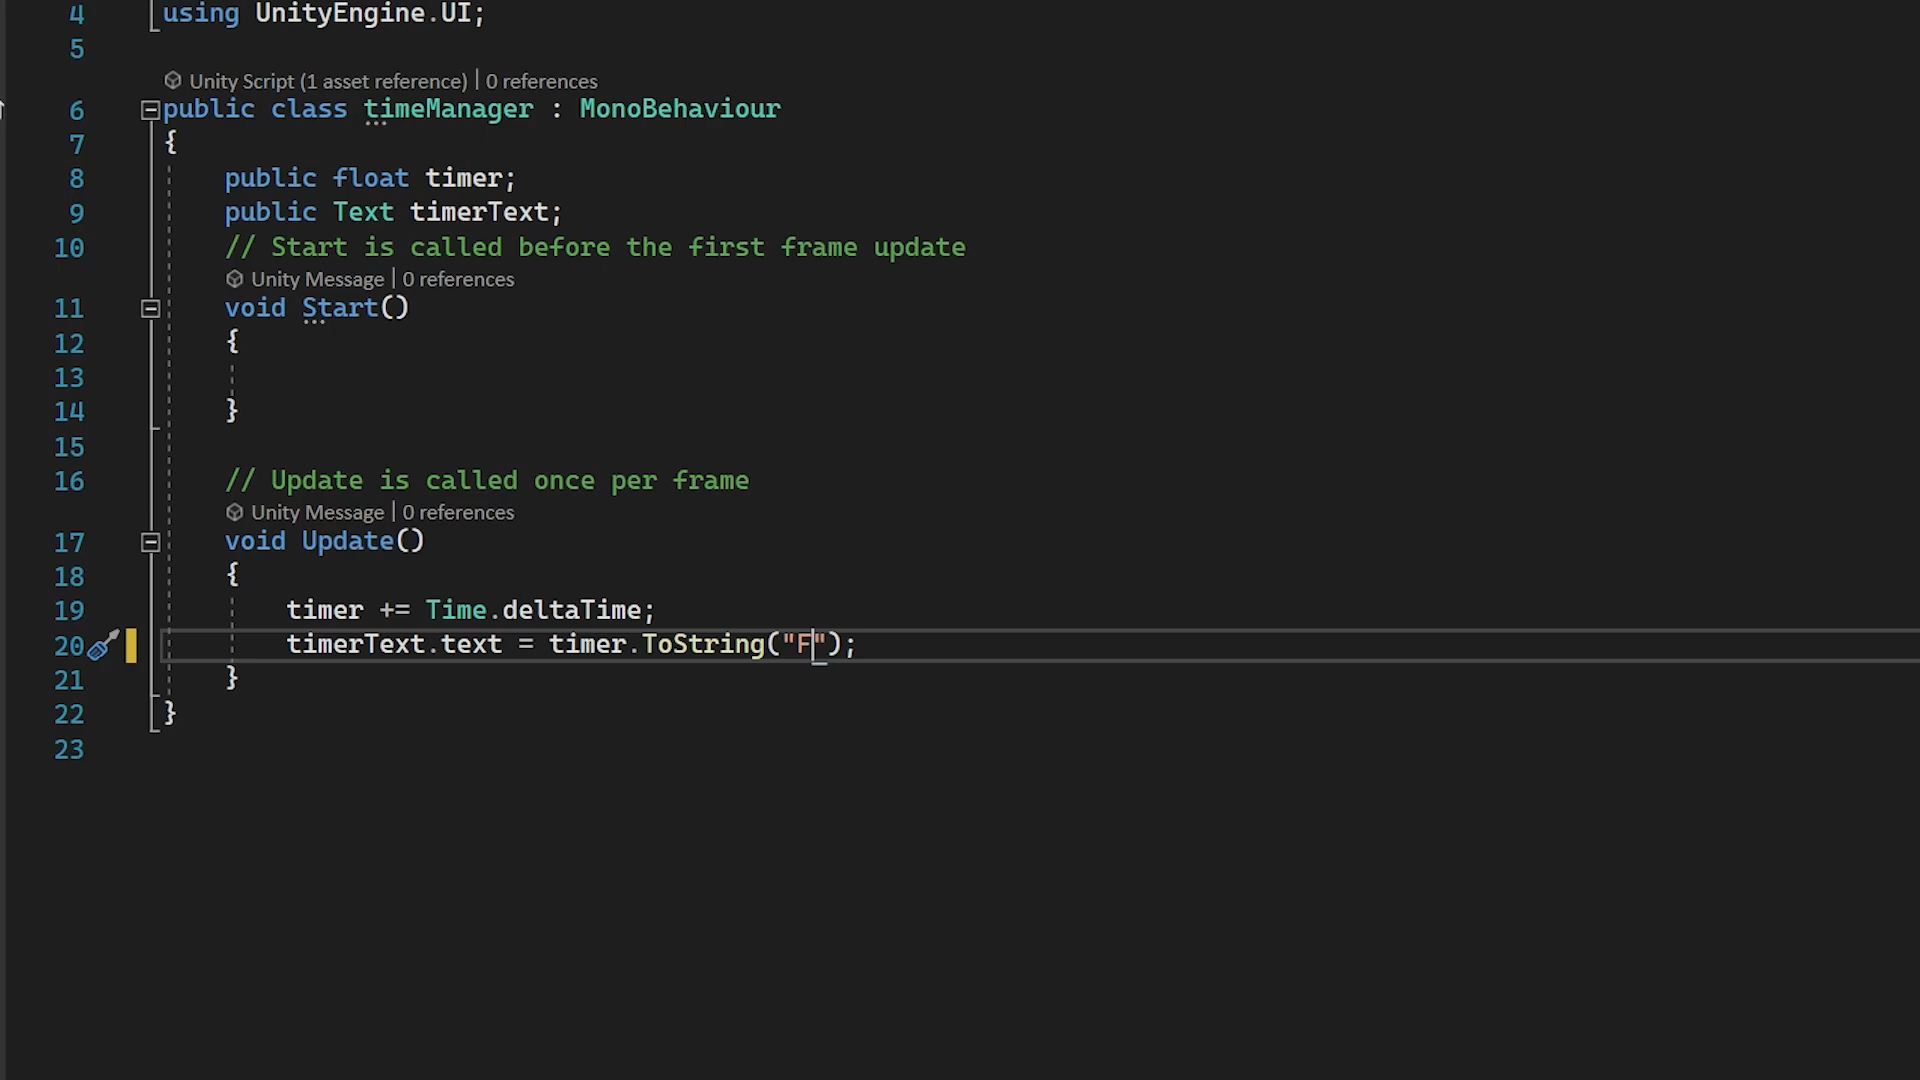 4 using UnityEngine.UI;
5
Unity Script (1 asset reference) | 0 references
6 public class timeManager : MonoBehaviour
7 {
8 public float timer;
9 public Text timerText;
10 // Start is called before the first frame update
Unity Message | 0 references
11 void Start()
12 {
13
14 }
15
16 // Update is called once per frame
Unity Message | 0 references
17 void Update()
18 {
19 timer += Time.deltaTime;
20 timerText.text = timer.ToString("F");
21 }
22 }
23